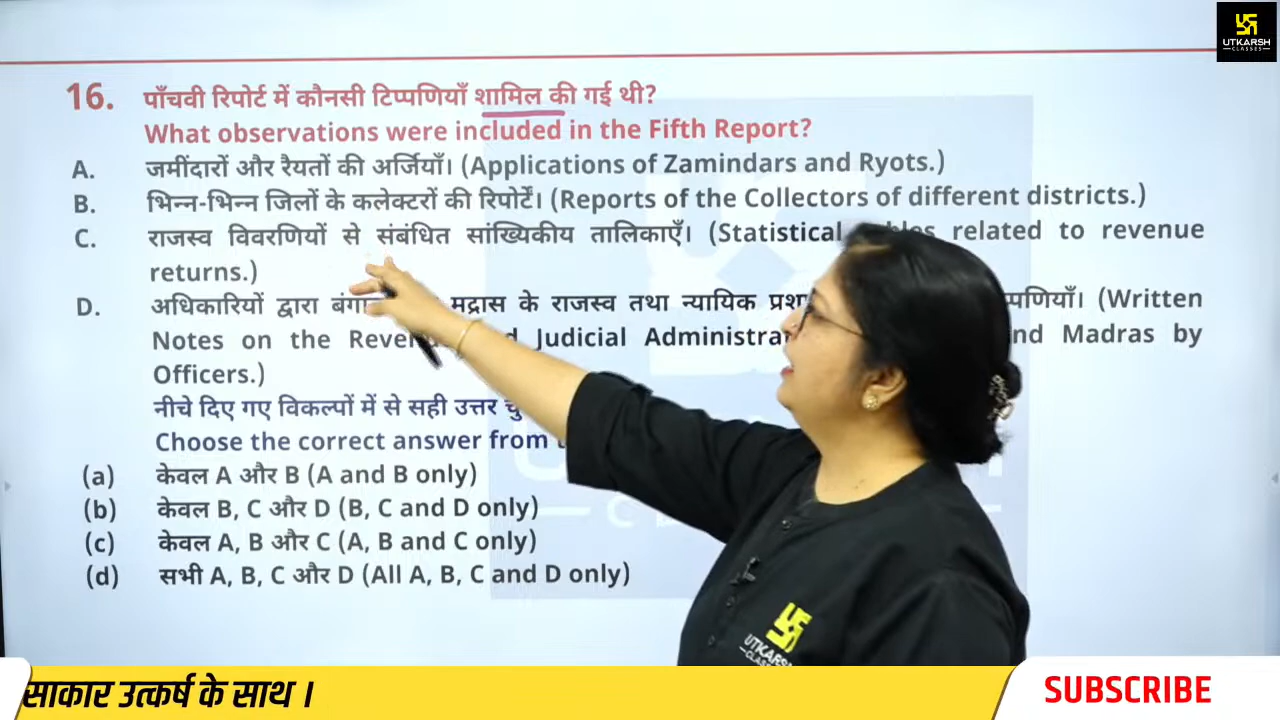 UTKARSH
CLASSES
16. पाँचवी रिपोर्ट में कौनसी टिप्पणियाँ शामिल की गई थी?
What observations were included in the Fifth Report?
A. जमींदारों और रैयतों की अर्जियाँ। (Applications of Zamindars and Ryots.)
B. भिन्न-भिन्न जिलों के कलेक्टरों की रिपोर्टें। (Reports of the Collectors of different districts.)
C. राजस्व विवरणियों से संबंधित सांख्यिकीय तालिकाएँ। (Statistical related to revenue
returns.)
D. अधिकारियों द्वारा मद्रास के राजस्व तथा न्यायिक (Written
Notes on the Judicial Madras by
Officers.)
नीचे दिए गए विकल्पों में से सही उत्तर
Choose the correct answer from
(a) केवल A और B (A and B only)
(b) केवल B, C और D (B, C and D only)
(c) केवल A, B और C (A, B and C only)
(d) सभी A, B, C और D (All A, B, C and D only)
UTKARSH
CLASSES
साकार उत्कर्ष के साथ ।
SUBSCRIBE